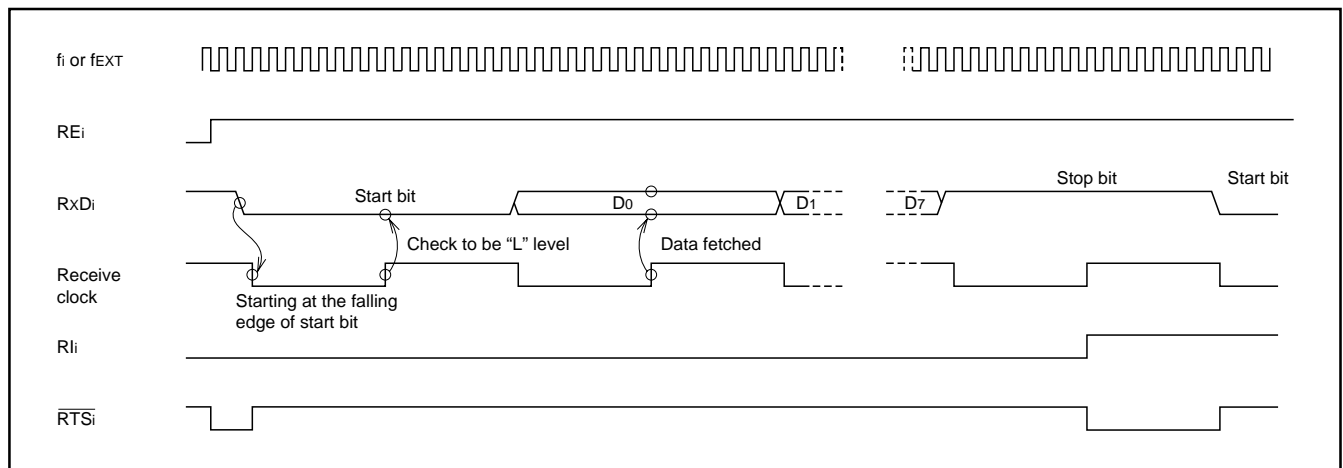 fi or fEXT
REi
Stop bit
Start bit
Start bit
RxDi
D0
D1
D7
Check to be “L” level
Data fetched
Receive
clock
Starting at the falling
edge of start bit
RIi
RTSi